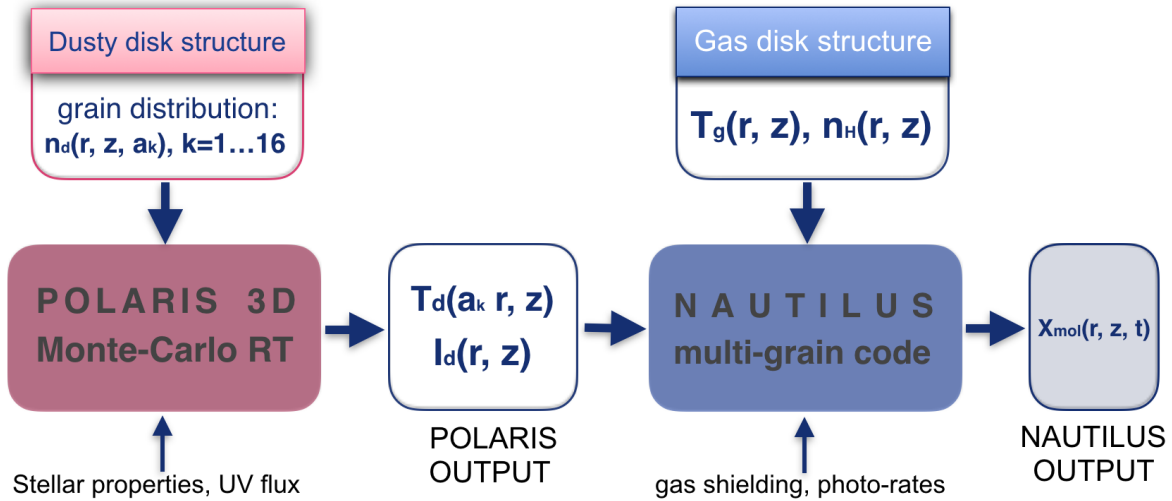 Dusty disk structure
grain distribution:
nd(r, z, ak), k=1...16
Gas disk structure
Tg(r, z), nH(r, z)
POLARIS 3D
Monte-Carlo RT
Td(ak r, z)
Id(r, z)
POLARIS
OUTPUT
NAUTILUS
multi-grain code
Xmol(r, z, t)
NAUTILUS
OUTPUT
Stellar properties, UV flux
gas shielding, photo-rates